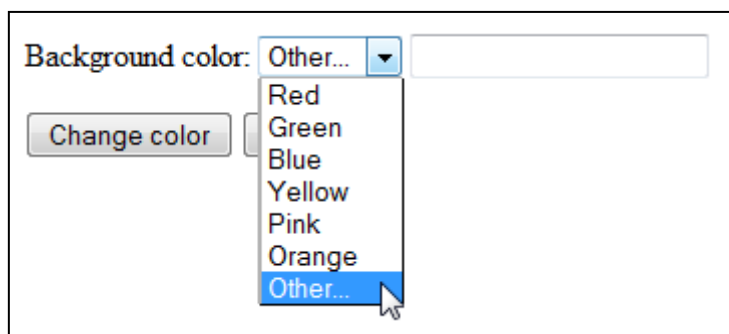 Background color: Other...
Red
Green
Change color
Blue
Yellow
Pink
Orange
Other...